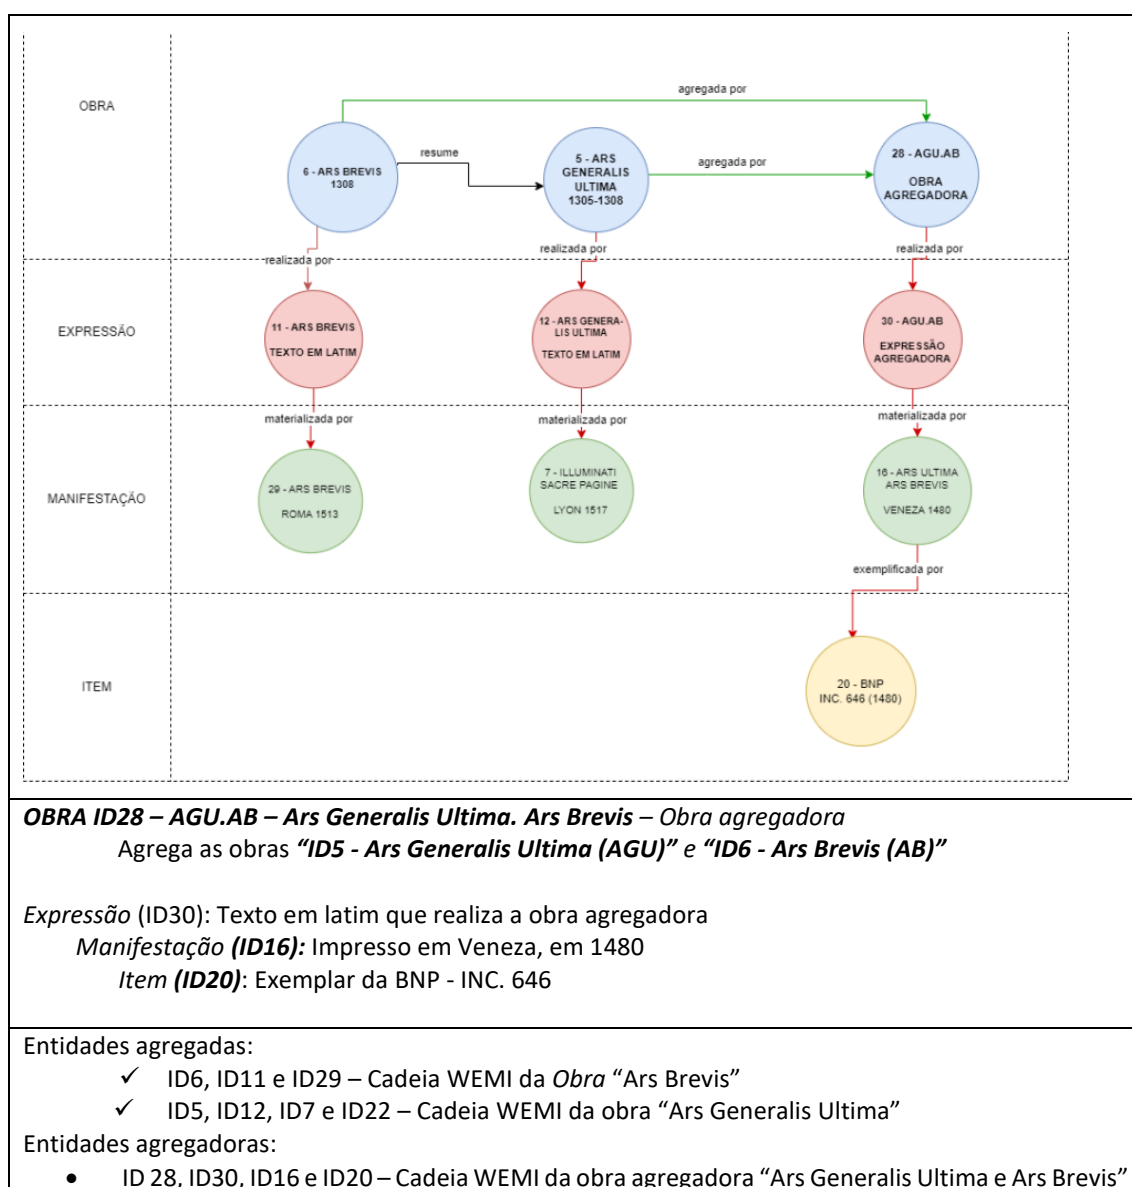 OBRA
agregada por
6 - ARS BREVIS
1308
resume
5 - ARS
GENERALIS
ULTIMA
1305-1308
agregada por
28 - AGU.AB
OBRA
AGREGADORA
realizada por
realizada por
realizada por
EXPRESSÃO
11 - ARS BREVIS
TEXTO EM LATIM
12 - ARS GENERA-
LIS ULTIMA
TEXTO EM LATIM
30 - AGU.AB
EXPRESSÃO
AGREGADORA
materializada por
materializada por
materializada por
MANIFESTAÇÃO
29 - ARS BREVIS
ROMA 1513
7 - ILLUMINATI
SACRE PAGINE
LYON 1517
16 - ARS ULTIMA
ARS BREVIS
VENEZA 1480
exemplificada por
ITEM
20 - BNP
INC. 646 (1480)
OBRA ID28 – AGU.AB – Ars Generalis Ultima. Ars Brevis – Obra agregadora
Agrega as obras “ID5 - Ars Generalis Ultima (AGU)” e “ID6 - Ars Brevis (AB)”
Expressão (ID30): Texto em latim que realiza a obra agregadora
Manifestação (ID16): Impresso em Veneza, em 1480
Item (ID20): Exemplar da BNP - INC. 646
Entidades agregadas:
✓ ID6, ID11 e ID29 – Cadeia WEMI da Obra “Ars Brevis”
✓ ID5, ID12, ID7 e ID22 – Cadeia WEMI da obra “Ars Generalis Ultima”
Entidades agregadoras:
• ID 28, ID30, ID16 e ID20 – Cadeia WEMI da obra agregadora “Ars Generalis Ultima e Ars Brevis”